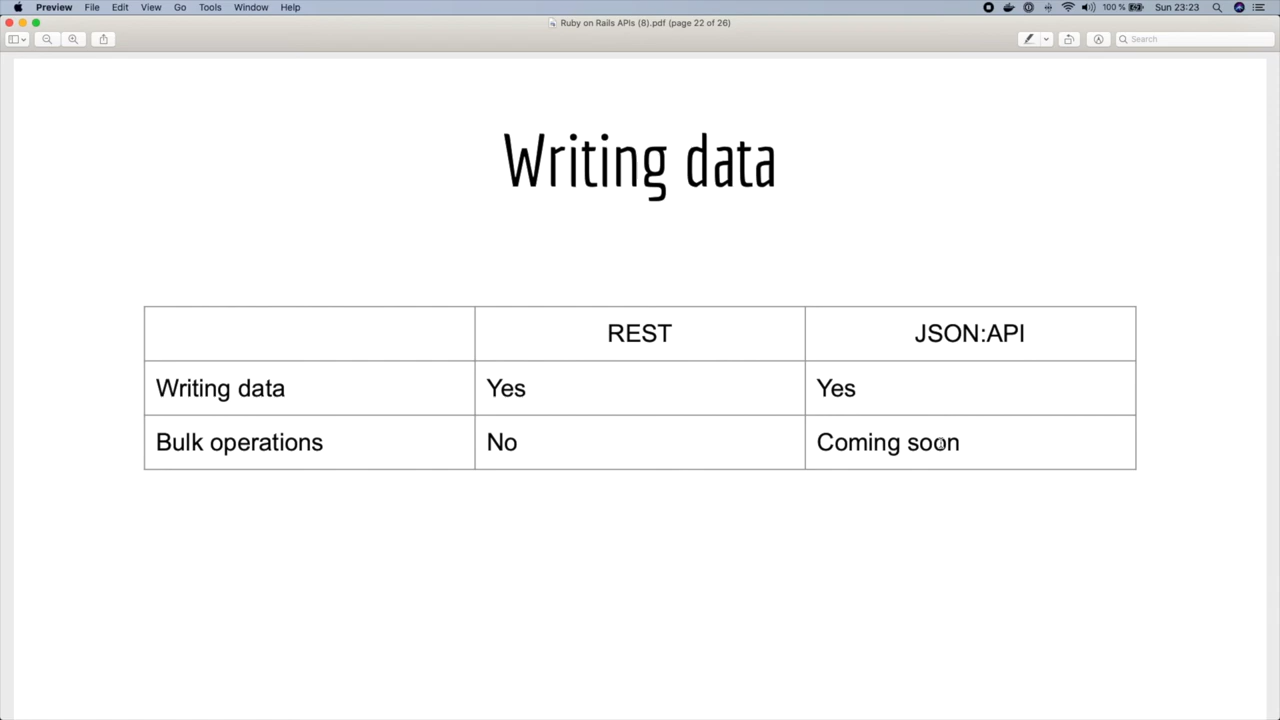 Preview File Edit View Go Tools Window Help 100 % Sun 23:23
Ruby on Rails APIs (8).pdf (page 22 of 26)
Search
Writing data
REST JSON:API
Writing data Yes Yes
Bulk operations No Coming soon